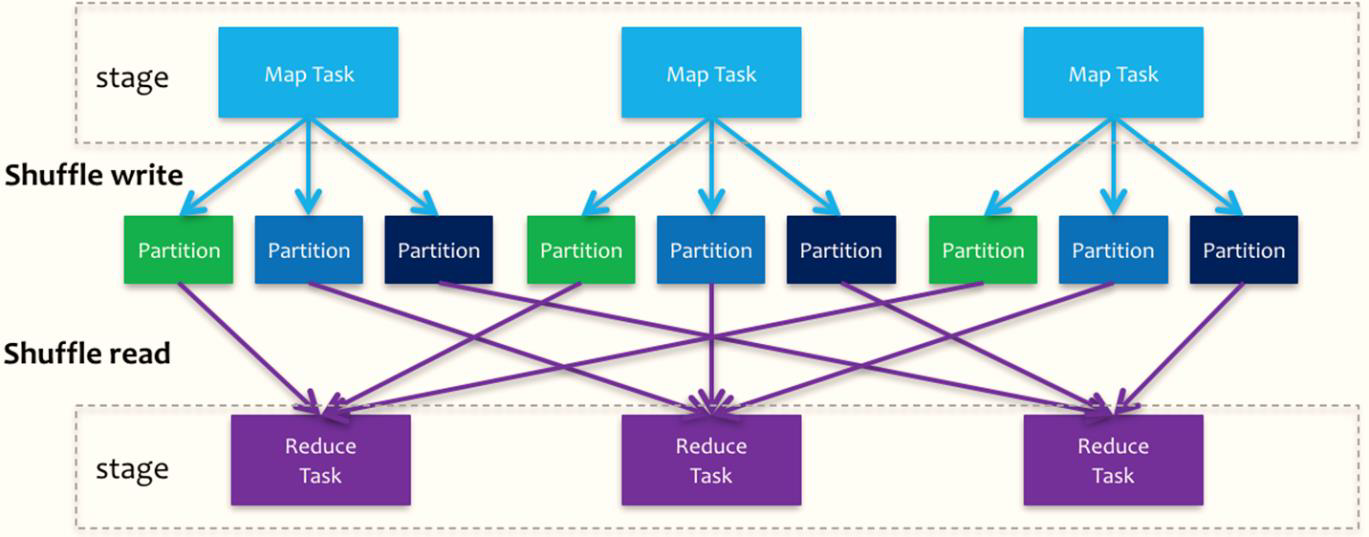 stage
Map Task
Map Task
Map Task
Shuffle write
Partition
Partition
Partition
Partition
Partition
Partition
Partition
Partition
Partition
Shuffle read
stage
Reduce
Task
Reduce
Task
Reduce
Task